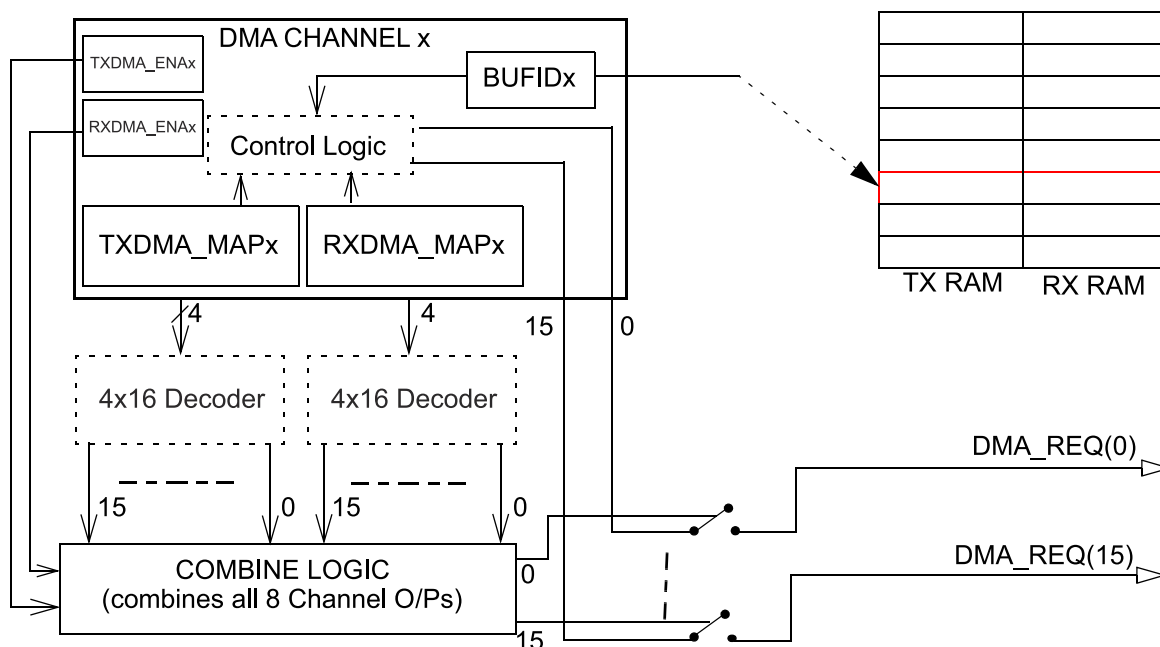 DMA CHANNEL x
TXDMA_ENAx
BUFIDx
RXDMA_ENAx
Control Logic
TXDMA_MAPx
RXDMA_MAPx
TX RAM
RX RAM
4
4
15
0
4x16 Decoder
4x16 Decoder
DMA_REQ(0)
15
0
15
0
COMBINE LOGIC
(combines all 8 Channel O/Ps)
0
DMA_REQ(15)
15